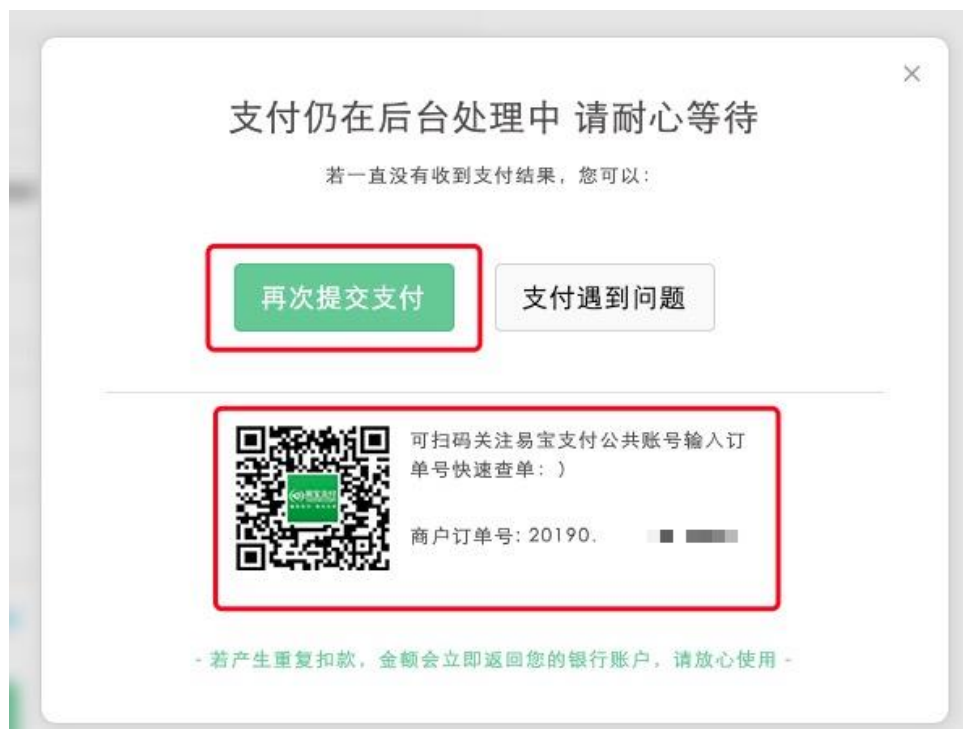 支付仍在后台处理中 请耐心等待
若一直没有收到支付结果，您可以：
再次提交支付
支付遇到问题
可扫码关注易宝支付公共账号输入订
单号快速查单：）
易宝支付
商户订单号: 20190.
- 若产生重复扣款，金额会立即返回您的银行账户，请放心使用 -